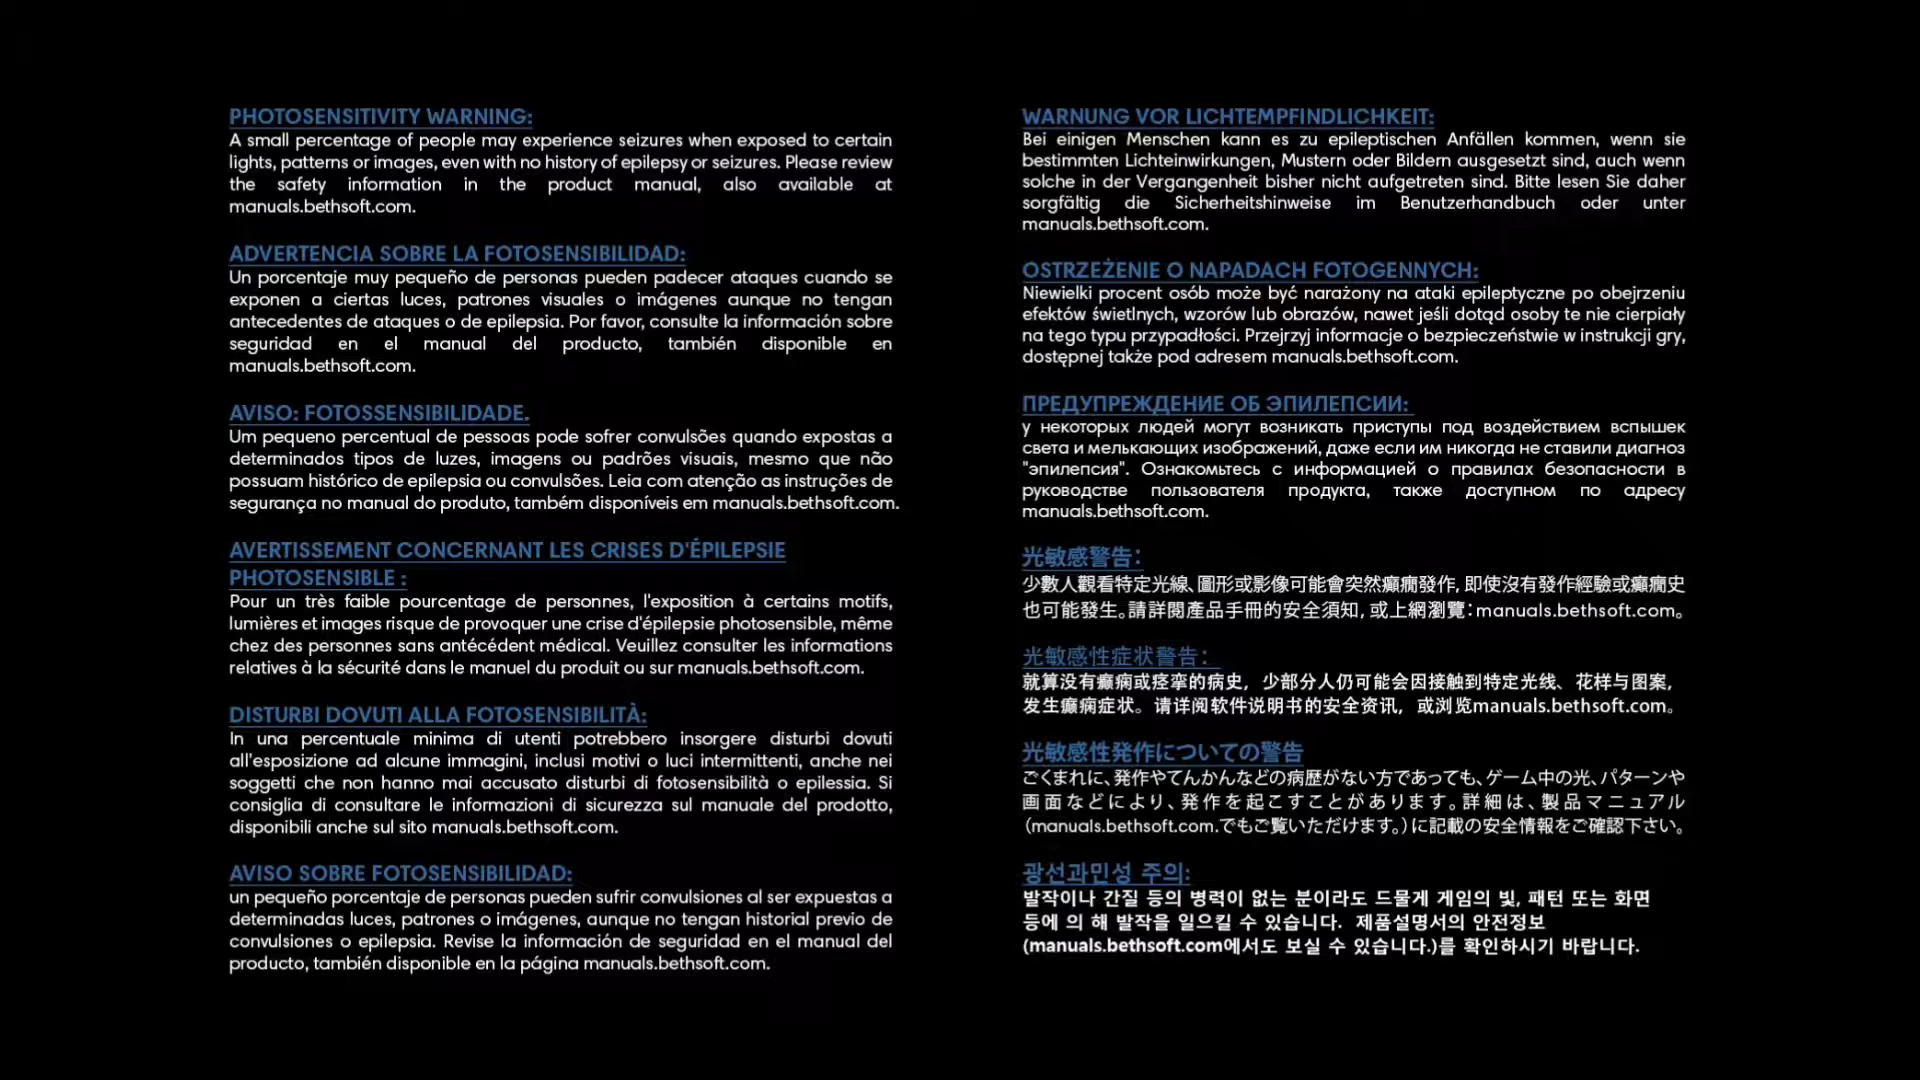 PHOTOSENSITIVITY WARNING:
A small percentage of people may experience seizures when exposed to certain
lights, patterns or images, even with no history of epilepsy or seizures. Please review
the safety information in the product manual, also available at
manuals.bethsoft.com.
ADVERTENCIA SOBRE LA FOTOSENSIBILIDAD:
Un porcentaje muy pequeño de personas pueden padecer ataques cuando se
exponen a ciertas luces, patrones visuales o imágenes aunque no tengan
antecedentes de ataques o de epilepsia. Por favor, consulte la información sobre
seguridad en el manual del producto, también disponible en
manuals.bethsoft.com.
AVISO: FOTOSSENSIBILIDADE.
Um pequeno percentual de pessoas pode sofrer convulsões quando expostas a
determinados tipos de luzes, imagens ou padrões visuais, mesmo que não
possuam histórico de epilepsia ou convulsões. Leia com atenção as instruções de
segurança no manual do produto, também disponíveis em manuals.bethsoft.com.
AVERTISSEMENT CONCERNANT LES CRISES D'ÉPILEPSIE
PHOTOSENSIBLE :
Pour un très faible pourcentage de personnes, l'exposition à certains motifs,
lumières et images risque de provoquer une crise d'épilepsie photosensible, même
chez des personnes sans antécédent médical. Veuillez consulter les informations
relatives à la sécurité dans le manuel du produit ou sur manuals.bethsoft.com.
DISTURBI DOVUTI ALLA FOTOSENSIBILITÀ:
In una percentuale minima di utenti potrebbero insorgere disturbi dovuti
all'esposizione ad alcune immagini, inclusi motivi o luci intermittenti, anche nei
soggetti che non hanno mai accusato disturbi di fotosensibilità o epilessia. Si
consiglia di consultare le informazioni di sicurezza sul manuale del prodotto,
disponibili anche sul sito manuals.bethsoft.com.
AVISO SOBRE FOTOSENSIBILIDAD:
un pequeño porcentaje de personas pueden sufrir convulsiones al ser expuestas a
determinadas luces, patrones o imágenes, aunque no tengan historial previo de
convulsiones o epilepsia. Revise la información de seguridad en el manual del
producto, también disponible en la página manuals.bethsoft.com.
WARNUNG VOR LICHTEMPFINDLICHKEIT:
Bei einigen Menschen kann es zu epileptischen Anfällen kommen, wenn sie
bestimmten Lichteinwirkungen, Mustern oder Bildern ausgesetzt sind, auch wenn
solche in der Vergangenheit bisher nicht aufgetreten sind. Bitte lesen Sie daher
sorgfältig die Sicherheitshinweise im Benutzerhandbuch oder unter
manuals.bethsoft.com.
OSTRZEŻENIE O NAPADACH FOTOGENNYCH:
Niewielki procent osób może być narażony na ataki epileptyczne po obejrzeniu
efektów świetlnych, wzorów lub obrazów, nawet jeśli dotąd osoby te nie cierpiały
na tego typu przypadłości. Przejrzyj informacje o bezpieczeństwie w instrukcji gry,
dostępnej także pod adresem manuals.bethsoft.com.
ПРЕДУПРЕЖДЕНИЕ ОБ ЭПИЛЕПСИИ:
у некоторых людей могут возникать приступы под воздействием вспышек
света и мелькающих изображений, даже если им никогда не ставили диагноз
"эпилепсия". Ознакомьтесь с информацией о правилах безопасности в
руководстве пользователя продукта, также доступном по адресу
manuals.bethsoft.com.
光敏感警告：
少數人觀看特定光線、圖形或影像可能會突然癲癇發作，即使沒有發作經驗或癲癇史
也可能發生。請詳閱產品手冊的安全須知，或上網瀏覽：manuals.bethsoft.com。
光敏感性症状警告：
就算没有癫痫或痉挛的病史，少部分人仍可能会因接触到特定光线、花样与图案，
发生癫痫症状。请详阅软件说明书的安全资讯，或浏览manuals.bethsoft.com。
光敏感性発作についての警告
ごくまれに、発作やてんかんなどの病歴がない方であっても、ゲーム中の光、パターンや
画面などにより、発作を起こすことがあります。詳細は、製品マニュアル
（manuals.bethsoft.com.でもご覧いただけます。）に記載の安全情報をご確認下さい。
광선과민성 주의:
발작이나 간질 등의 병력이 없는 분이라도 드물게 게임의 빛, 패턴 또는 화면
등에 의 해 발작을 일으킬 수 있습니다. 제품설명서의 안전정보
(manuals.bethsoft.com에서도 보실 수 있습니다.)를 확인하시기 바랍니다.